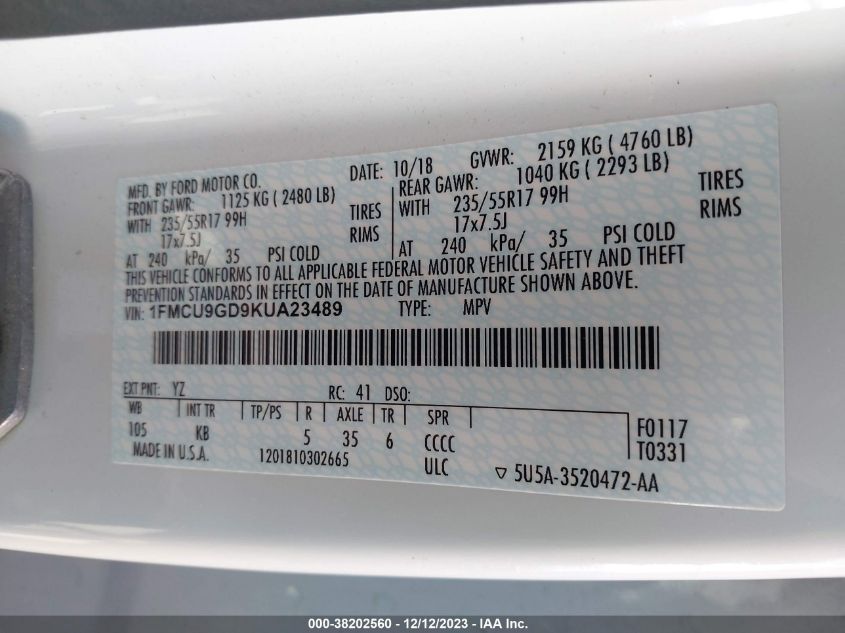 MFD. BY FORD MOTOR CO.
DATE: 10/18 GVWR: 2159 KG ( 4760 LB)
FRONT GAWR: 1125 KG ( 2480 LB)
REAR GAWR: 1040 KG ( 2293 LB)
WITH 235/55R17 99H TIRES
WITH 235/55R17 99H TIRES
17x7.5J RIMS
17x7.5J RIMS
AT 240 kPa/ 35 PSI COLD
AT 240 kPa/ 35 PSI COLD
THIS VEHICLE CONFORMS TO ALL APPLICABLE FEDERAL MOTOR VEHICLE SAFETY AND THEFT
PREVENTION STANDARDS IN EFFECT ON THE DATE OF MANUFACTURE SHOWN ABOVE.
VIN: 1FMCU9GD9KUA23489 TYPE: MPV
EXT PNT: YZ RC: 41 DSO:
WB INT TR TP/PS R AXLE TR SPR F0117
105 KB 5 35 6 CCCC T0331
MADE IN U.S.A. 1201810302665 ULC ▽ 5U5A-3520472-AA
000-38202560 - 12/12/2023 - IAA Inc.